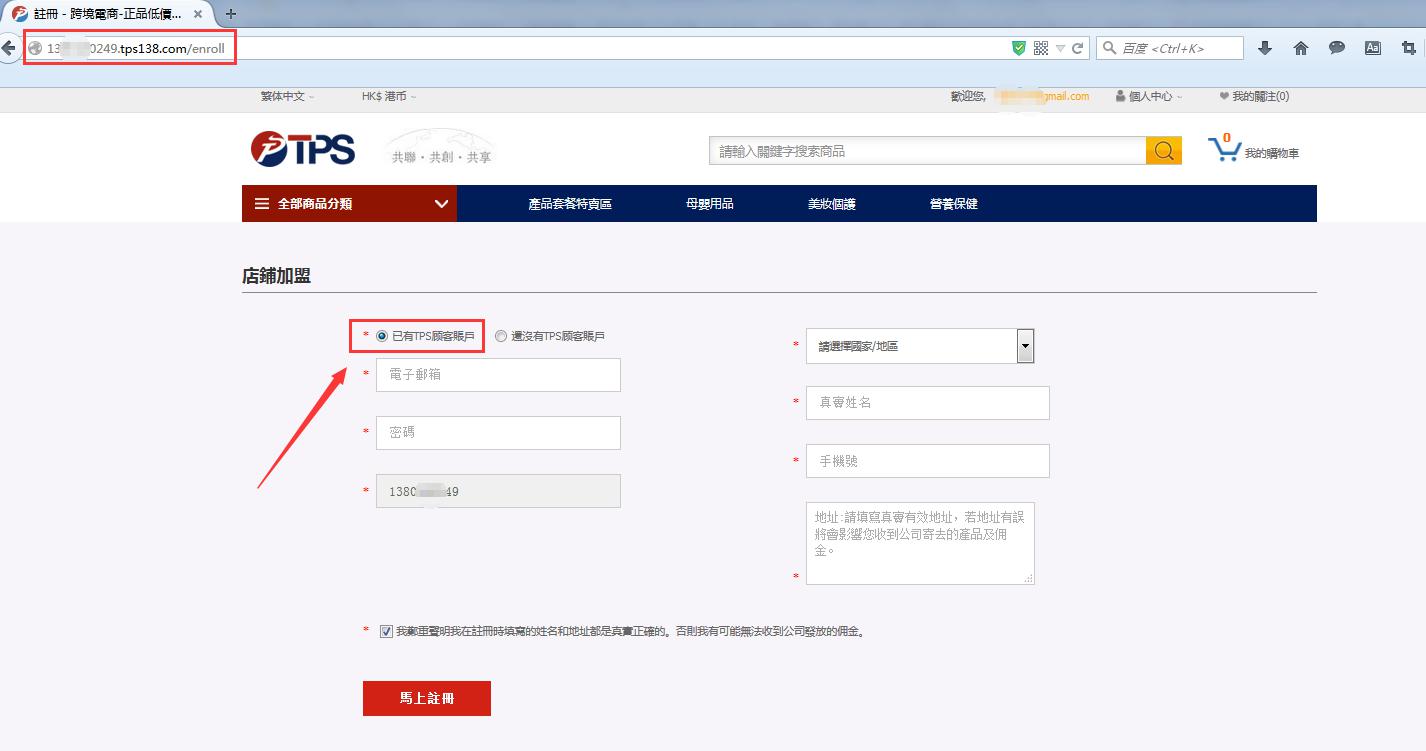 註冊 - 跨境電商-正品低價...
13 0249.tps138.com/enroll
百度 <Ctrl+K>
繁体中文
HK$ 港币
歡迎您,
gmail.com
個人中心
我的關注(0)
TPS
共聯·共創·共享
請輸入關鍵字搜索商品
0
我的購物車
全部商品分類
產品套餐特賣區
母嬰用品
美妝個護
營養保健
店鋪加盟
* 已有TPS顧客賬戶
還沒有TPS顧客賬戶
* 電子郵箱
* 密碼
* 1380 49
* 請選擇國家/地區
* 真實姓名
* 手機號
地址:請填寫真實有效地址，若地址有誤
將會影響您收到公司寄去的產品及佣
金。
*
* 我鄭重聲明我在註冊時填寫的姓名和地址都是真實正確的。否則我有可能無法收到公司發放的佣金。
馬上註冊